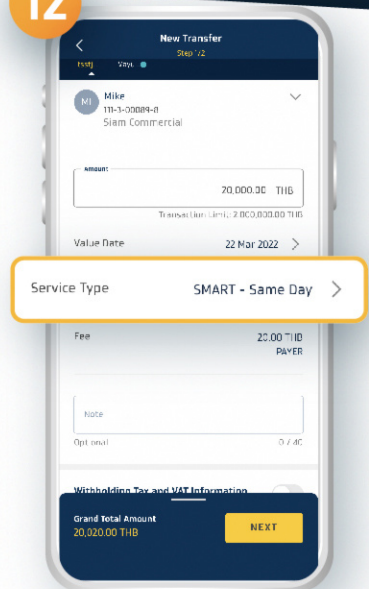 12
New Transfer
Step 1/2
MI
Mike
111-3-00089-8
Siam Commercial
Amount
20,000.00 THB
Transaction Limit: 2,000,000.00 THB
Value Date
22 Mar 2022
Service Type
SMART - Same Day
Fee
20.00 THB
PAYER
Note
Optional
0 / 40
Withholding Tax and VAT Information
Grand Total Amount
20,020.00 THB
NEXT